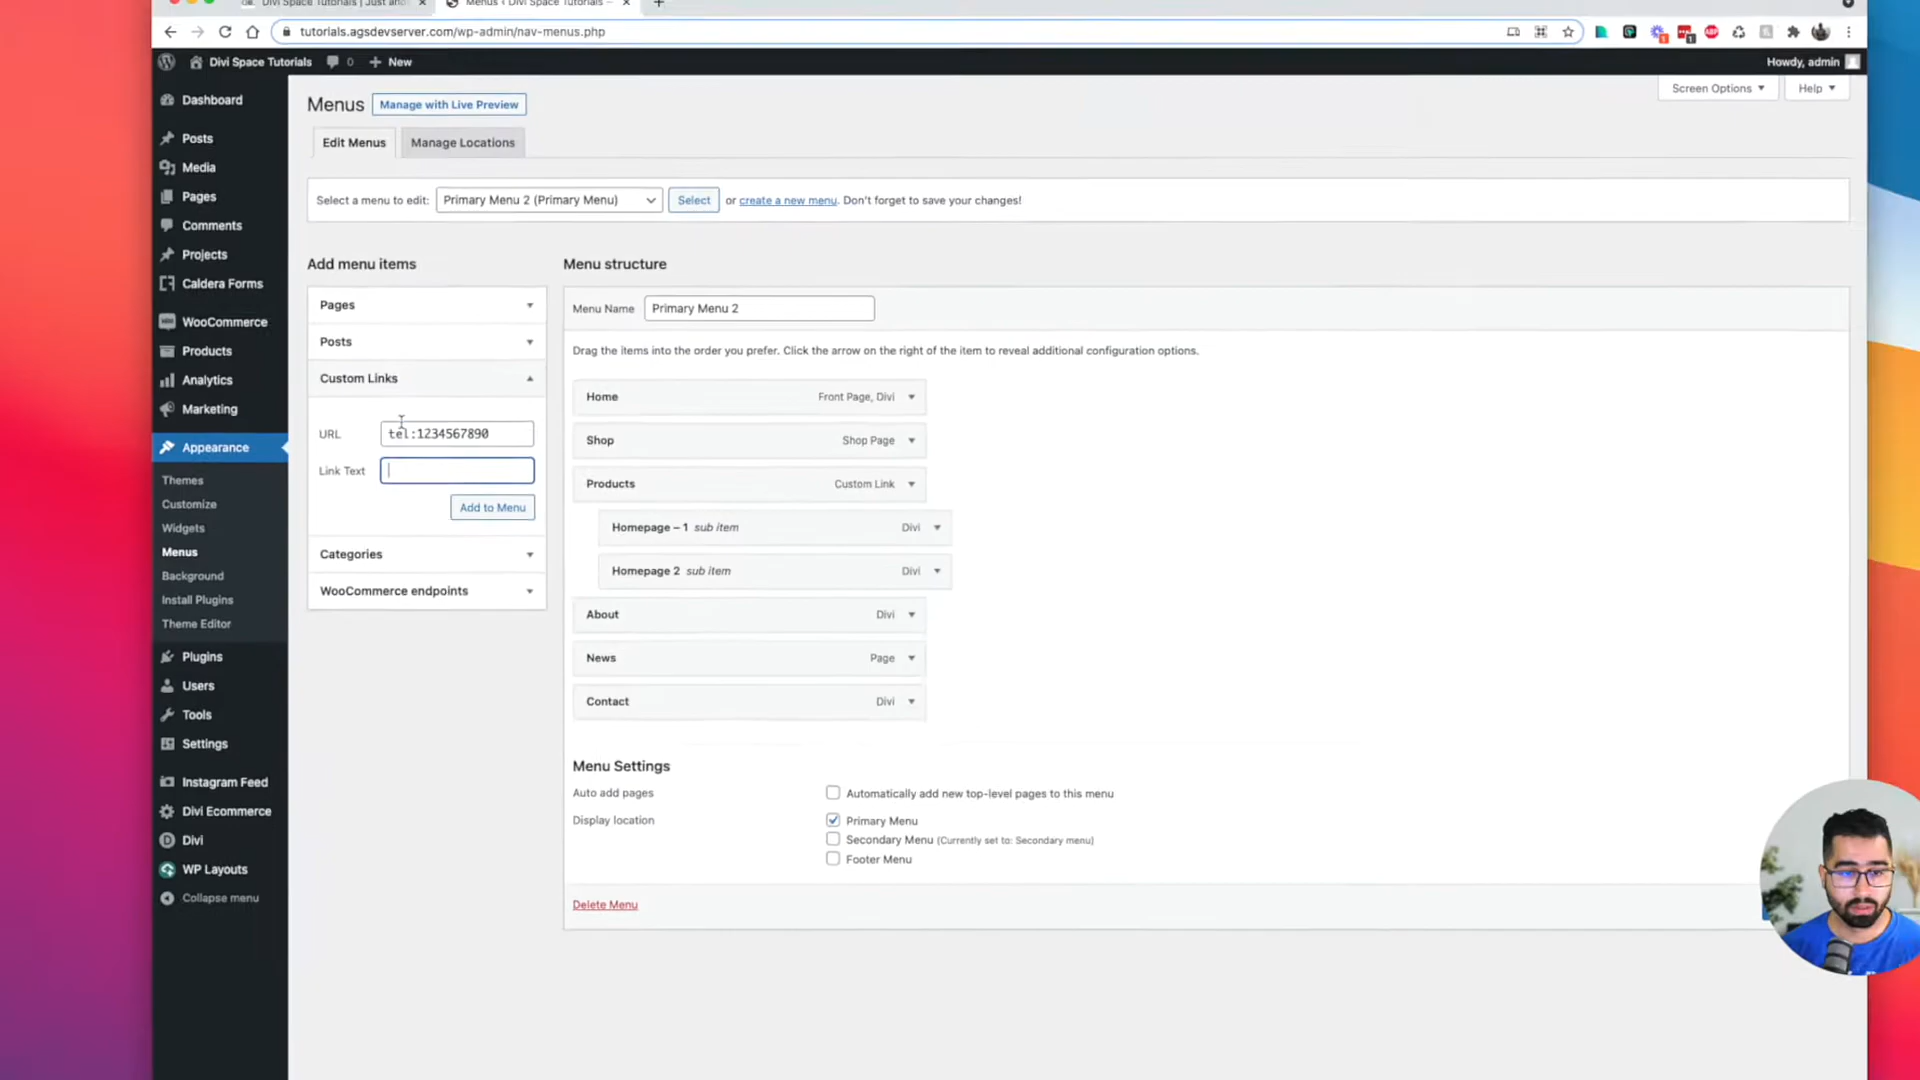 Divi Space Tutorials | Just an
Menus ‹ Divi Space Tutorials —
tutorials.agsdevserver.com/wp-admin/nav-menus.php
Divi Space Tutorials 0 New Howdy, admin
Menus Manage with Live Preview
Screen Options Help
Edit Menus Manage Locations
Select a menu to edit: Primary Menu 2 (Primary Menu) Select or create a new menu. Don't forget to save your changes!
Dashboard
Posts
Media
Pages
Comments
Projects
Caldera Forms
WooCommerce
Products
Analytics
Marketing
Appearance
Themes
Customize
Widgets
Menus
Background
Install Plugins
Theme Editor
Plugins
Users
Tools
Settings
Instagram Feed
Divi Ecommerce
Divi
WP Layouts
Collapse menu
Add menu items
Pages
Posts
Custom Links
URL tel:1234567890
Link Text
Add to Menu
Categories
WooCommerce endpoints
Menu structure
Menu Name Primary Menu 2
Drag the items into the order you prefer. Click the arrow on the right of the item to reveal additional configuration options.
Home Front Page, Divi
Shop Shop Page
Products Custom Link
Homepage – 1 sub item Divi
Homepage 2 sub item Divi
About Divi
News Page
Contact Divi
Menu Settings
Auto add pages Automatically add new top-level pages to this menu
Display location Primary Menu
Secondary Menu (Currently set to: Secondary menu)
Footer Menu
Delete Menu